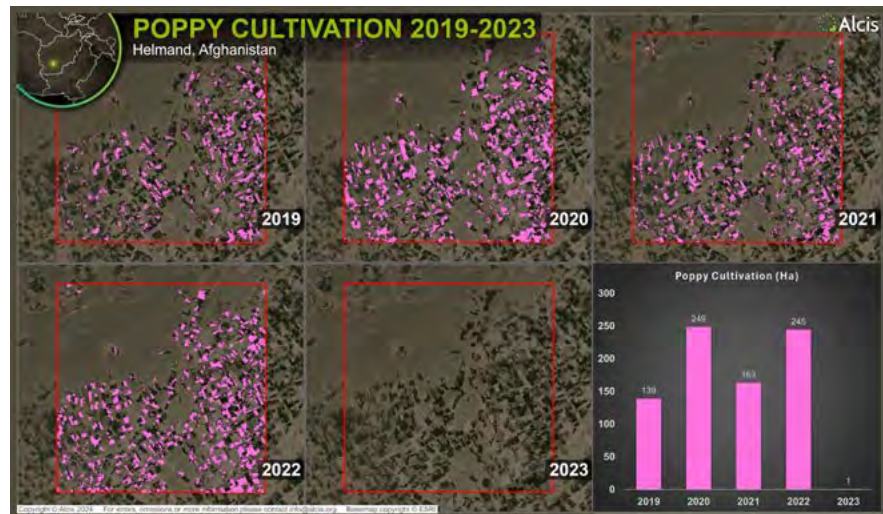 POPPY CULTIVATION 2019-2023
Helmand, Afghanistan
Alcis
2019
2020
2021
2022
2023
Poppy Cultivation (Ha)
300
250
200
150
100
50
0
139
249
163
245
1
2019 2020 2021 2022 2023
Copyright © Alcis 2024 For errors, omissions or more information please contact info@alcis.org Basemap copyright © ESRI